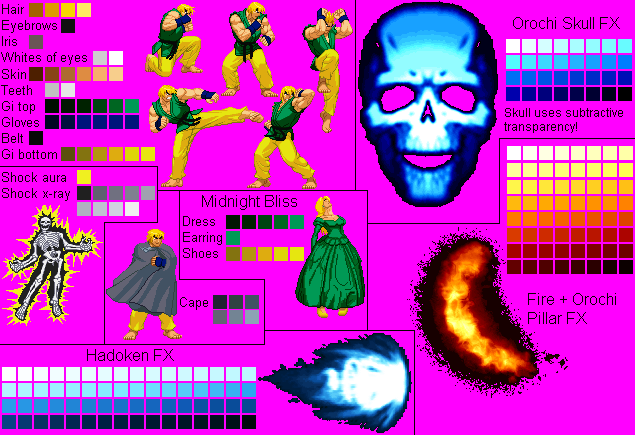 Hair
Eyebrows
Iris
Whites of eyes
Skin
Teeth
Gi top
Gloves
Belt
Gi bottom
Shock aura
Shock x-ray
Midnight Bliss
Dress
Earring
Shoes
Cape
Orochi Skull FX
Skull uses subtractive
transparency!
Fire + Orochi
Pillar FX
Hadoken FX